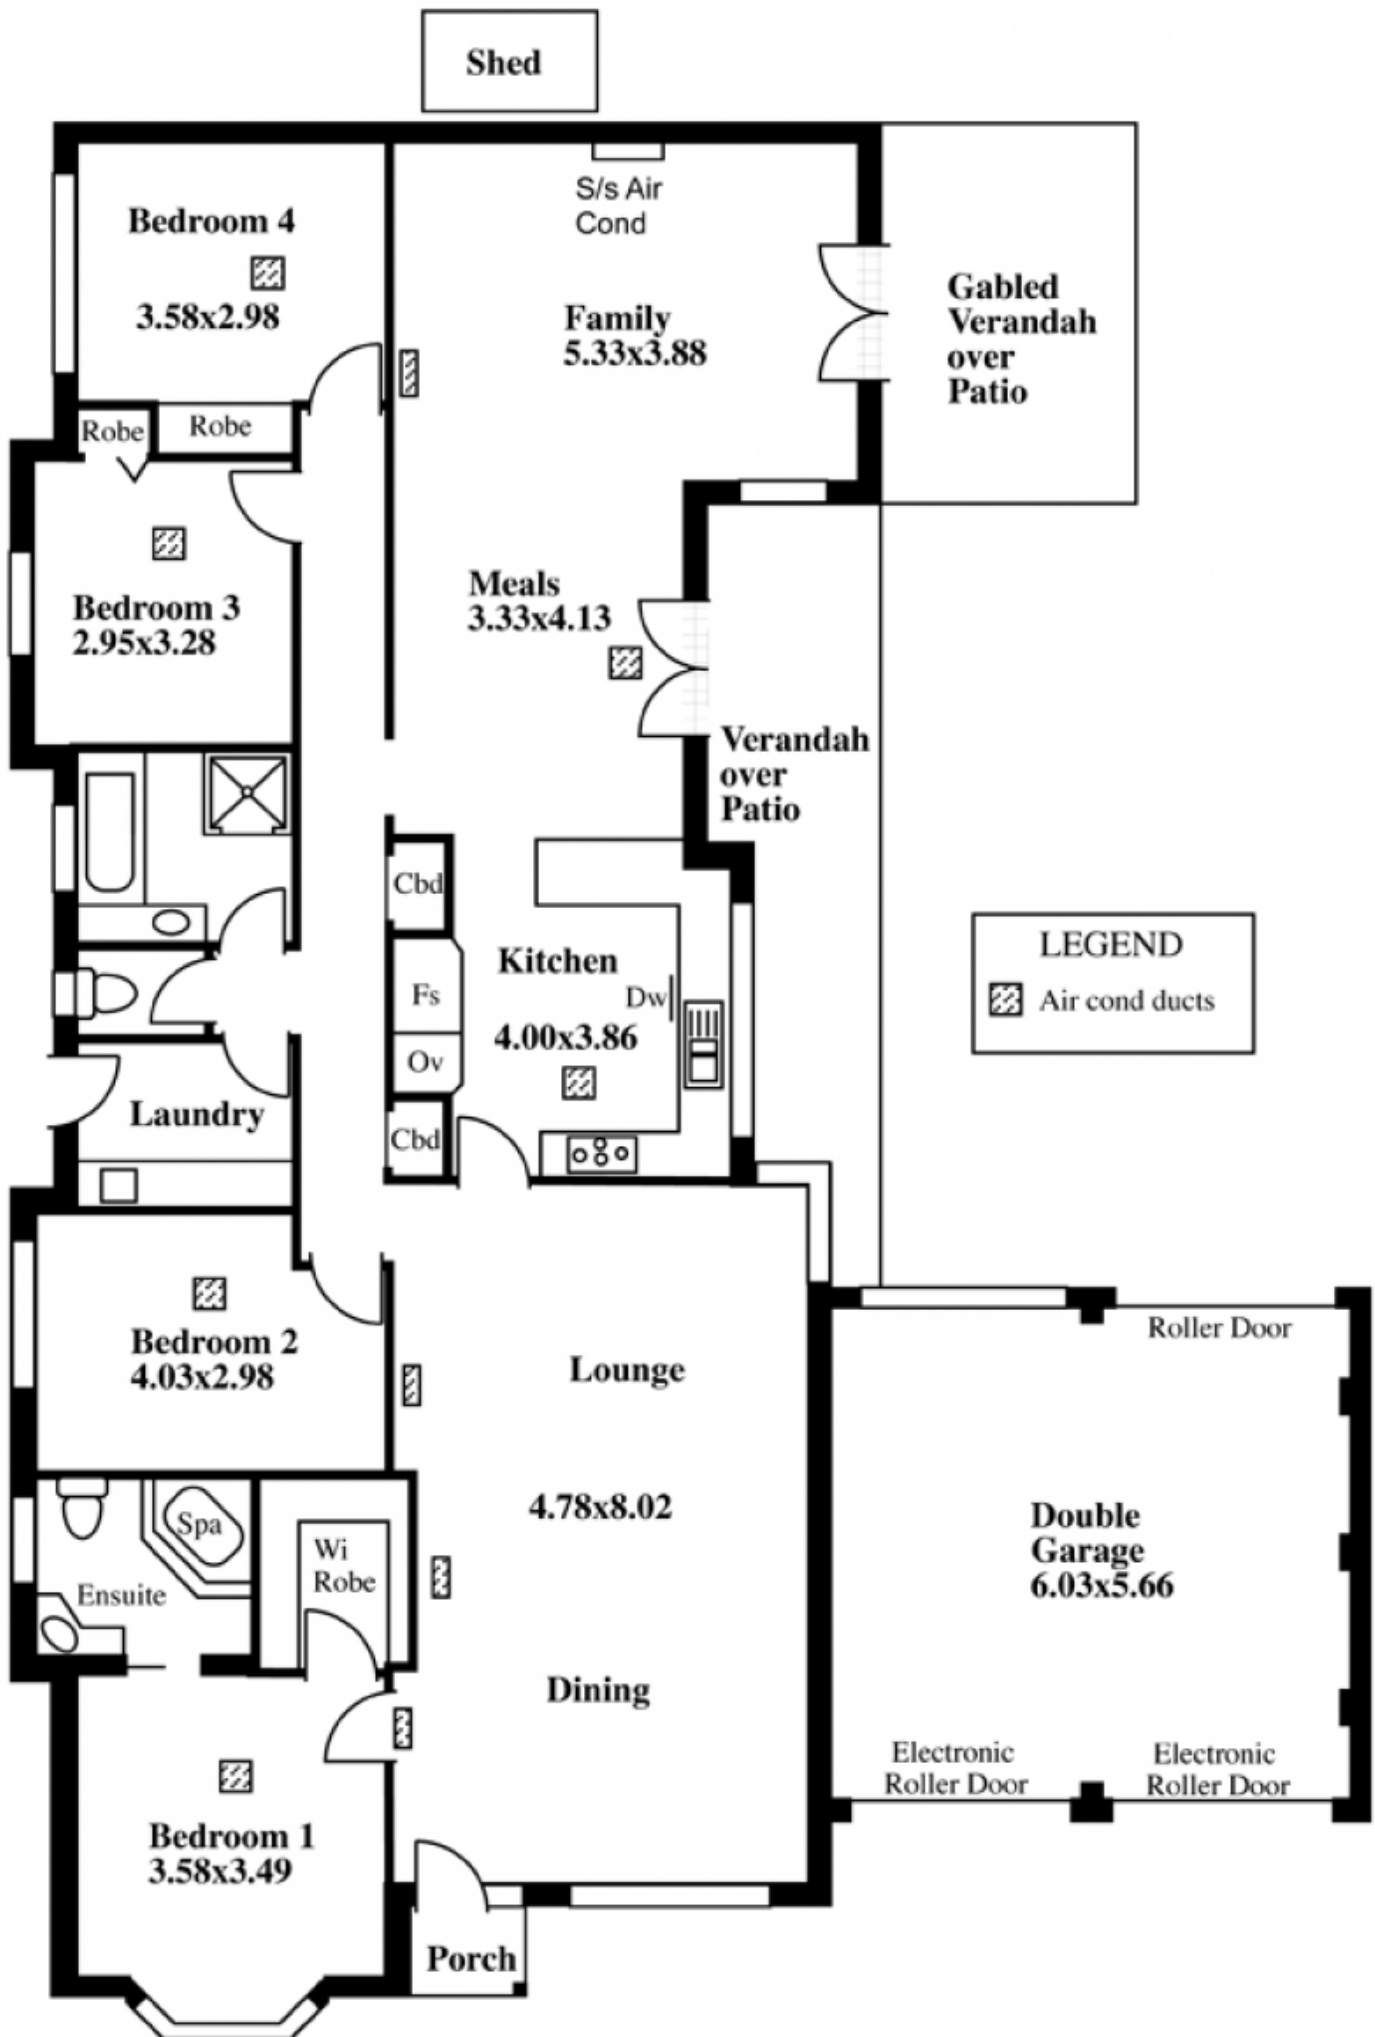 Shed
S/s Air
Cond
Bedroom 4
3.58x2.98
Family
5.33x3.88
Gabled
Verandah
over
Patio
Robe
Robe
Bedroom 3
2.95x3.28
Meals
3.33x4.13
Verandah
over
Patio
Cbd
Kitchen
Fs
Dw
4.00x3.86
Ov
Cbd
LEGEND
Air cond ducts
Laundry
Bedroom 2
4.03x2.98
Lounge
4.78x8.02
Dining
Roller Door
Double
Garage
6.03x5.66
Electronic
Roller Door
Electronic
Roller Door
Spa
Ensuite
Wi
Robe
Bedroom 1
3.58x3.49
Porch